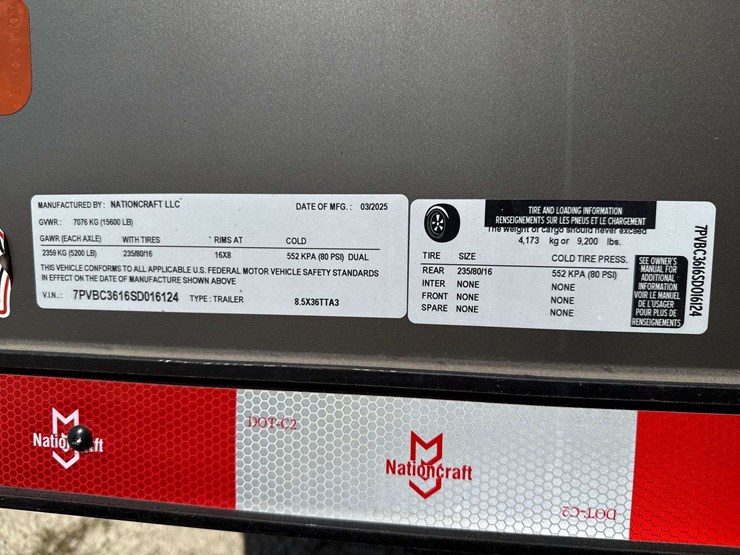 MANUFACTURED BY: NATIONCRAFT LLC DATE OF MFG.: 03/2025
GVWR: 7076 KG (15600 LB)
GAWR (EACH AXLE) WITH TIRES RIMS AT COLD
2359 KG (5200 LB) 235/80/16 16X8 552 KPA (80 PSI) DUAL
THIS VEHICLE CONFORMS TO ALL APPLICABLE U.S. FEDERAL MOTOR VEHICLE SAFETY STANDARDS
IN EFFECT ON THE DATE OF MANUFACTURE SHOWN ABOVE
V.I.N.: 7PVBC3616SD016124 TYPE: TRAILER 8.5X36TTA3
TIRE AND LOADING INFORMATION
RENSEIGNEMENTS SUR LES PNEUS ET LE CHARGEMENT
The weight of cargo should never exceed
4,173 kg or 9,200 lbs.
TIRE SIZE COLD TIRE PRESS.
REAR 235/80/16 552 KPA (80 PSI)
INTER NONE NONE
FRONT NONE NONE
SPARE NONE NONE
SEE OWNER'S
MANUAL FOR
ADDITIONAL
INFORMATION
VOIR LE MANUEL
DE L'USAGER
POUR PLUS DE
RENSEIGNEMENTS
7PVBC3616SD016124
DOT-C2
Nationcraft
DOT-C2